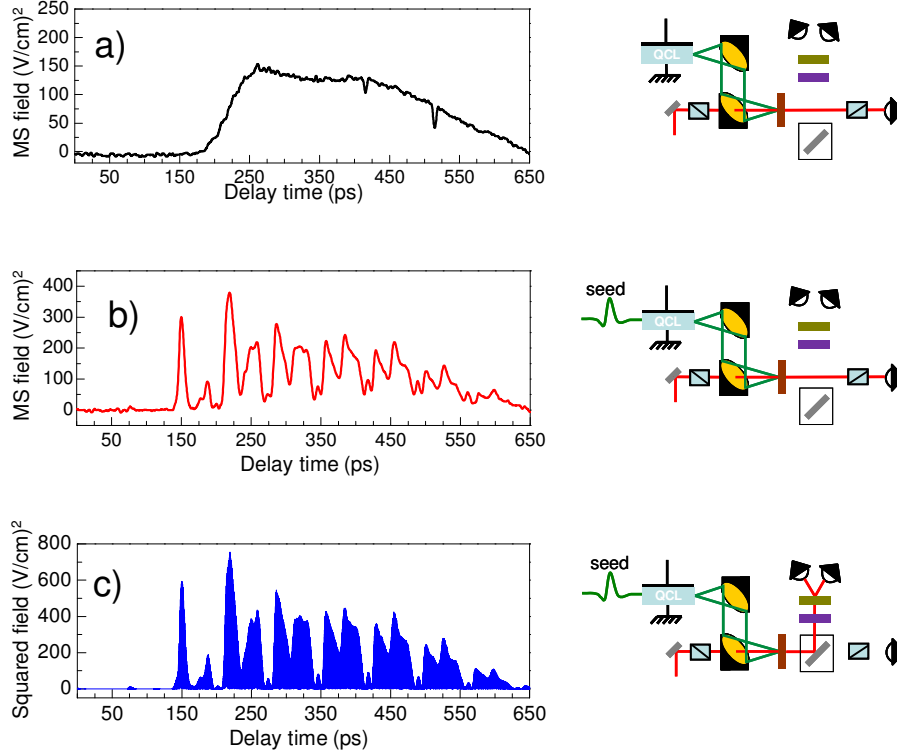 250
200
150
100
50
0
MS field (V/cm)²
a)
50 150 250 350 450 550 650
Delay time (ps)
QCL
400
300
200
100
0
MS field (V/cm)²
b)
50 150 250 350 450 550 650
Delay time (ps)
seed
QCL
800
600
400
200
0
Squared field (V/cm)²
c)
50 150 250 350 450 550 650
Delay time (ps)
seed
QCL